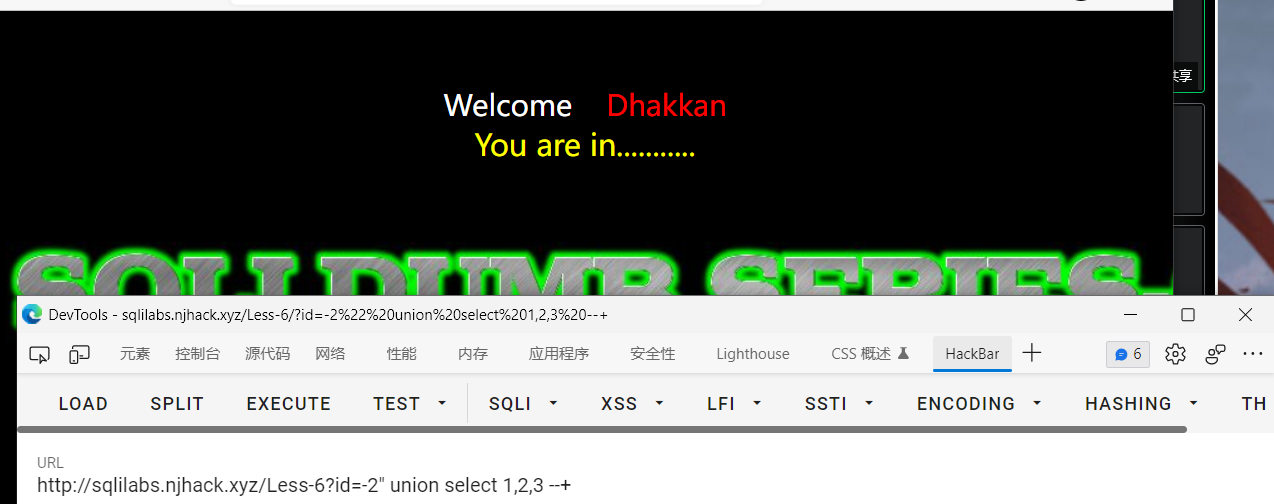 共享
Welcome Dhakkan
You are in...........
SQLI DUMB SERIES-
DevTools - sqlilabs.njhack.xyz/Less-6/?id=-2%22%20union%20select%201,2,3%20--+
元素 控制台 源代码 网络 性能 内存 应用程序 安全性 Lighthouse CSS 概述 HackBar 6
LOAD SPLIT EXECUTE TEST SQLI XSS LFI SSTI ENCODING HASHING TH
URL
http://sqlilabs.njhack.xyz/Less-6?id=-2" union select 1,2,3 --+